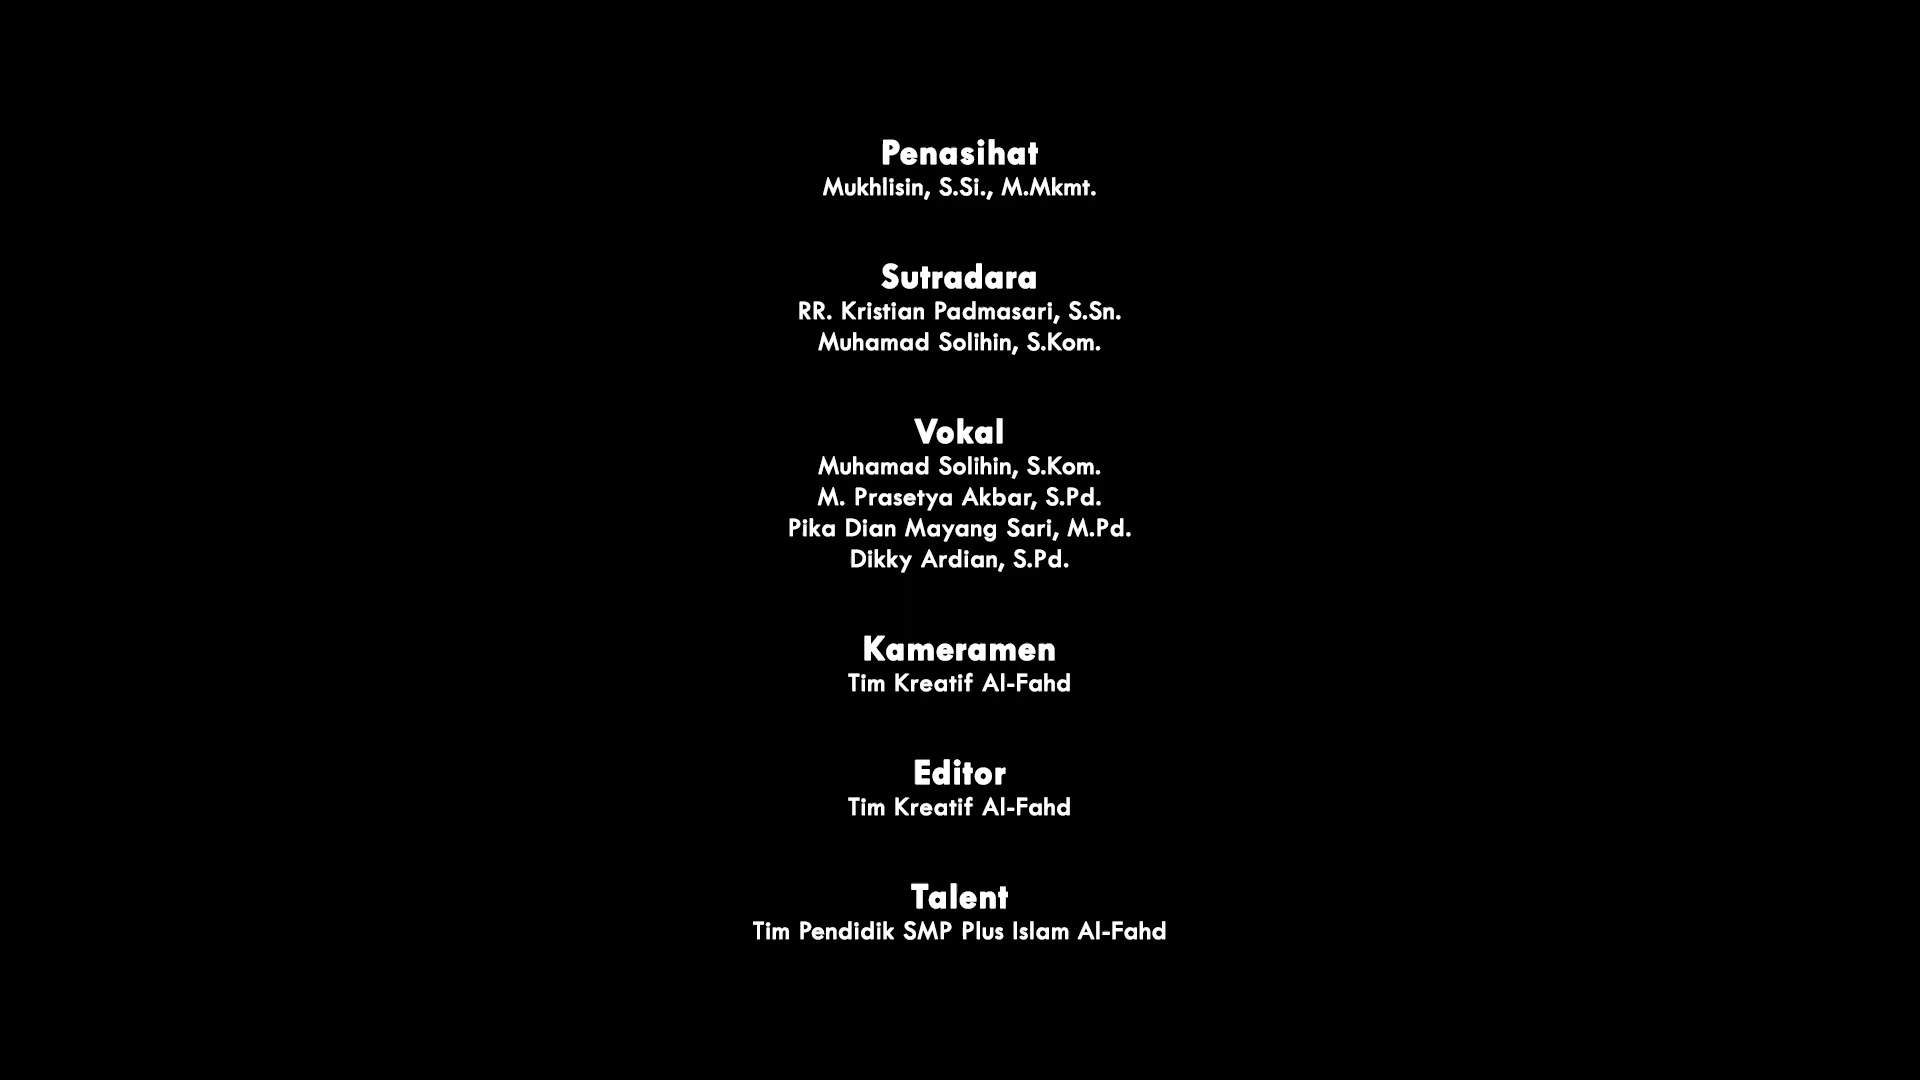 Penasihat
Mukhlisin, S.Si., M.Mkmt.
Sutradara
RR. Kristian Padmasari, S.Sn.
Muhamad Solihin, S.Kom.
Vokal
Muhamad Solihin, S.Kom.
M. Prasetya Akbar, S.Pd.
Pika Dian Mayang Sari, M.Pd.
Dikky Ardian, S.Pd.
Kameramen
Tim Kreatif Al-Fahd
Editor
Tim Kreatif Al-Fahd
Talent
Tim Pendidik SMP Plus Islam Al-Fahd